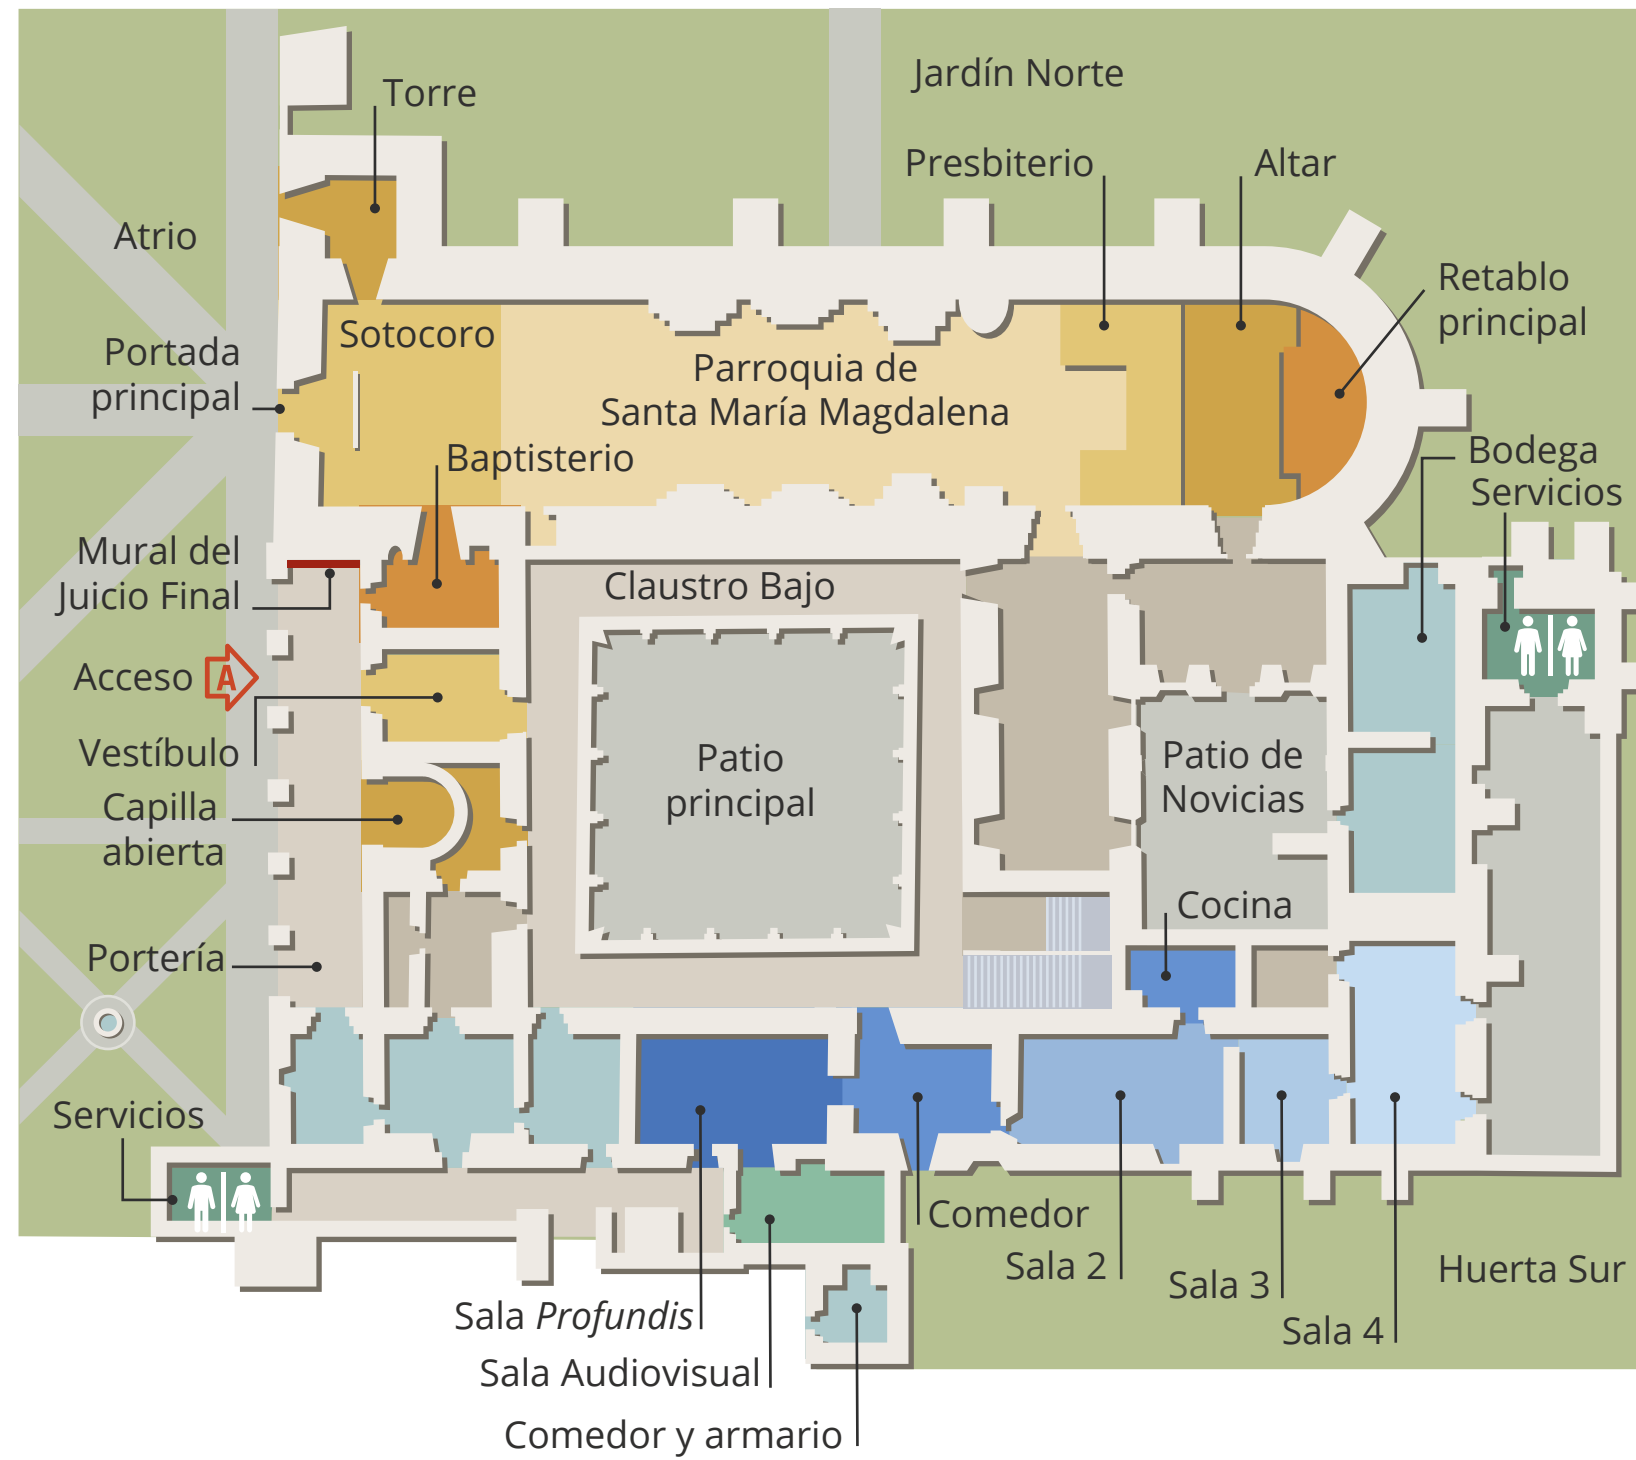 Jardín Norte
Torre
Presbiterio
Altar
Atrio
Retablo
principal
Sotocoro
Portada
principal
Parroquia de
Santa María Magdalena
Baptisterio
Bodega
Servicios
Mural del
Juicio Final
Claustro Bajo
Acceso A
Vestíbulo
Patio
principal
Patio de
Novicias
Capilla
abierta
Cocina
Portería
Servicios
Comedor
Sala 2
Sala 3
Huerta Sur
Sala Profundis
Sala 4
Sala Audiovisual
Comedor y armario